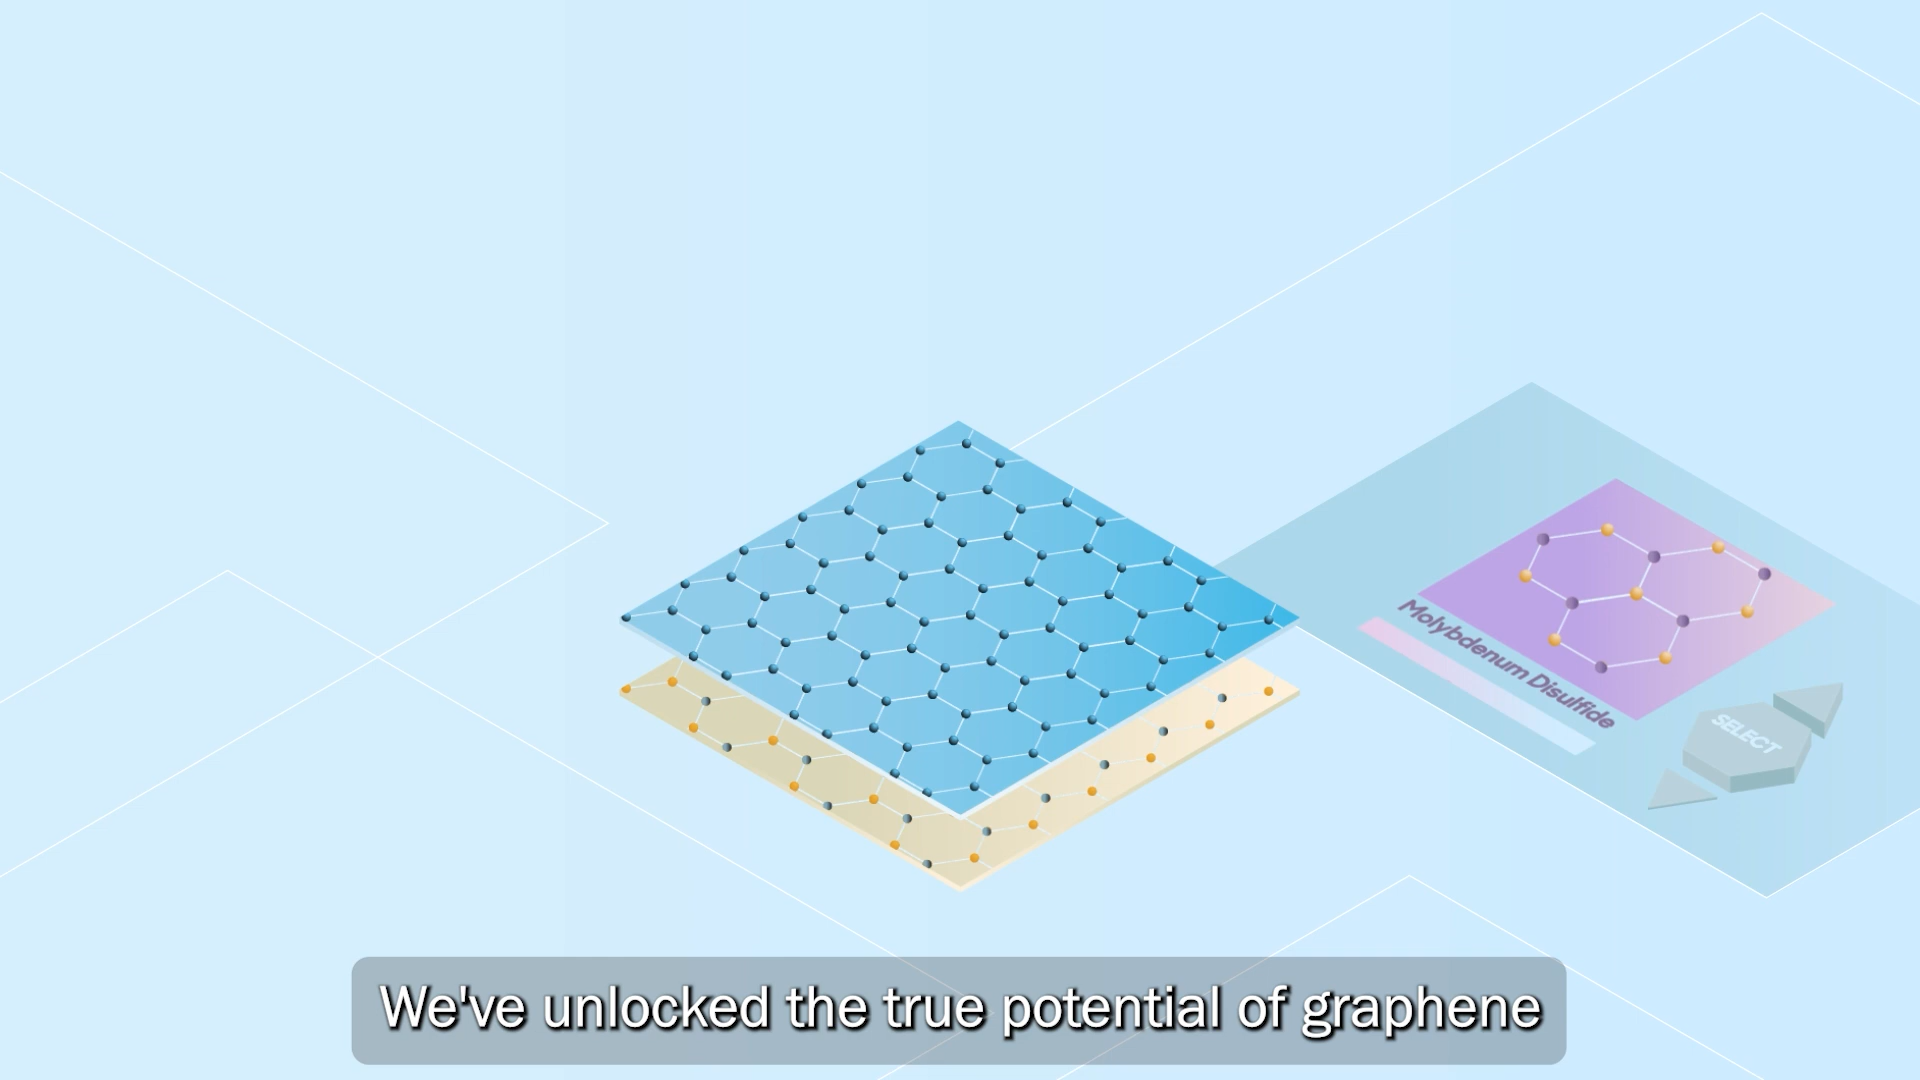 Molybdenum Disulfide
SELECT
We've unlocked the true potential of graphene